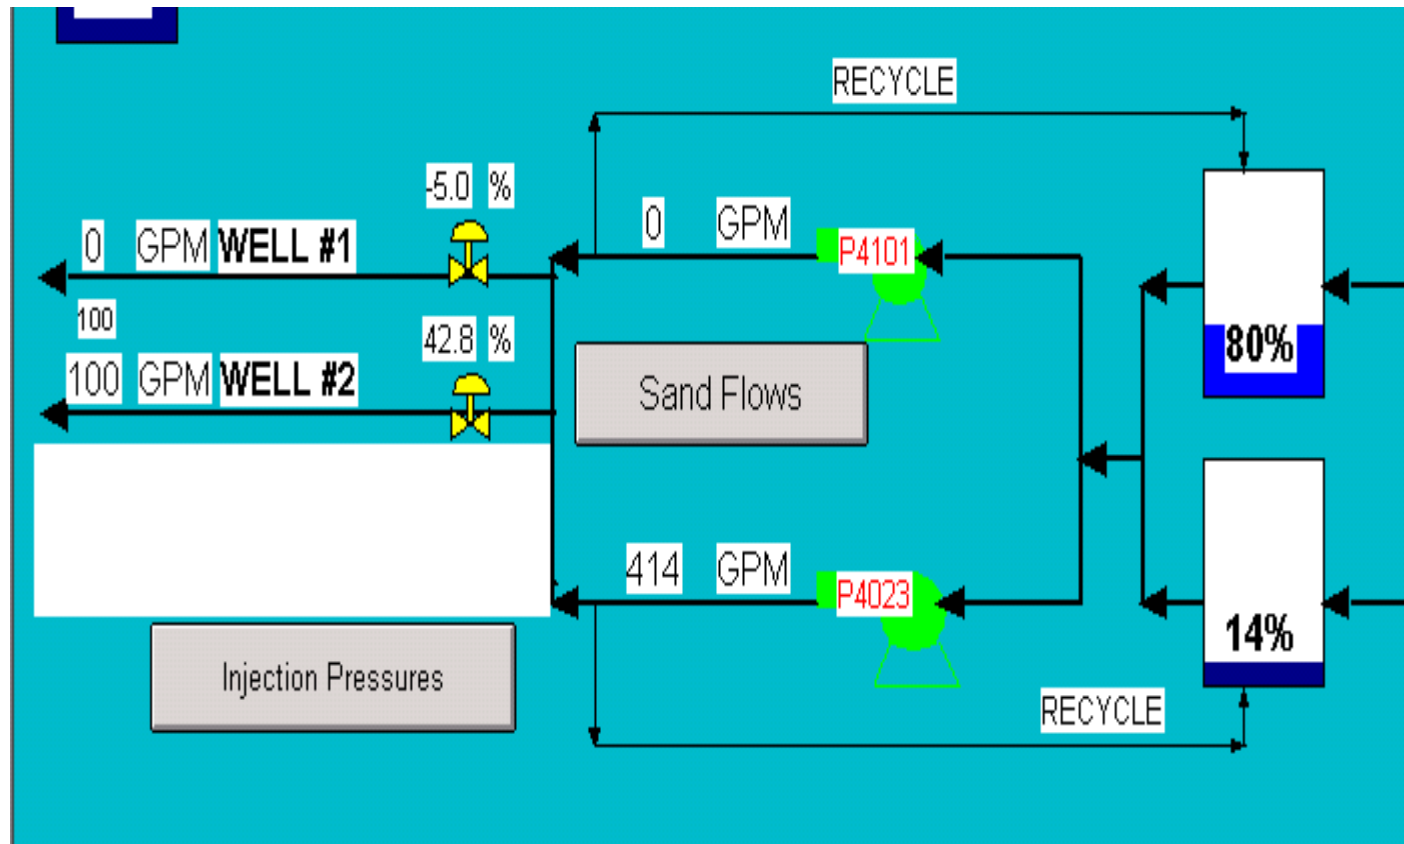 RECYCLE
-5.0 %
0 GPM WELL #1
0 GPM
P4101
100
42.8 %
80%
100 GPM WELL #2
Sand Flows
414 GPM
P4023
14%
Injection Pressures
RECYCLE